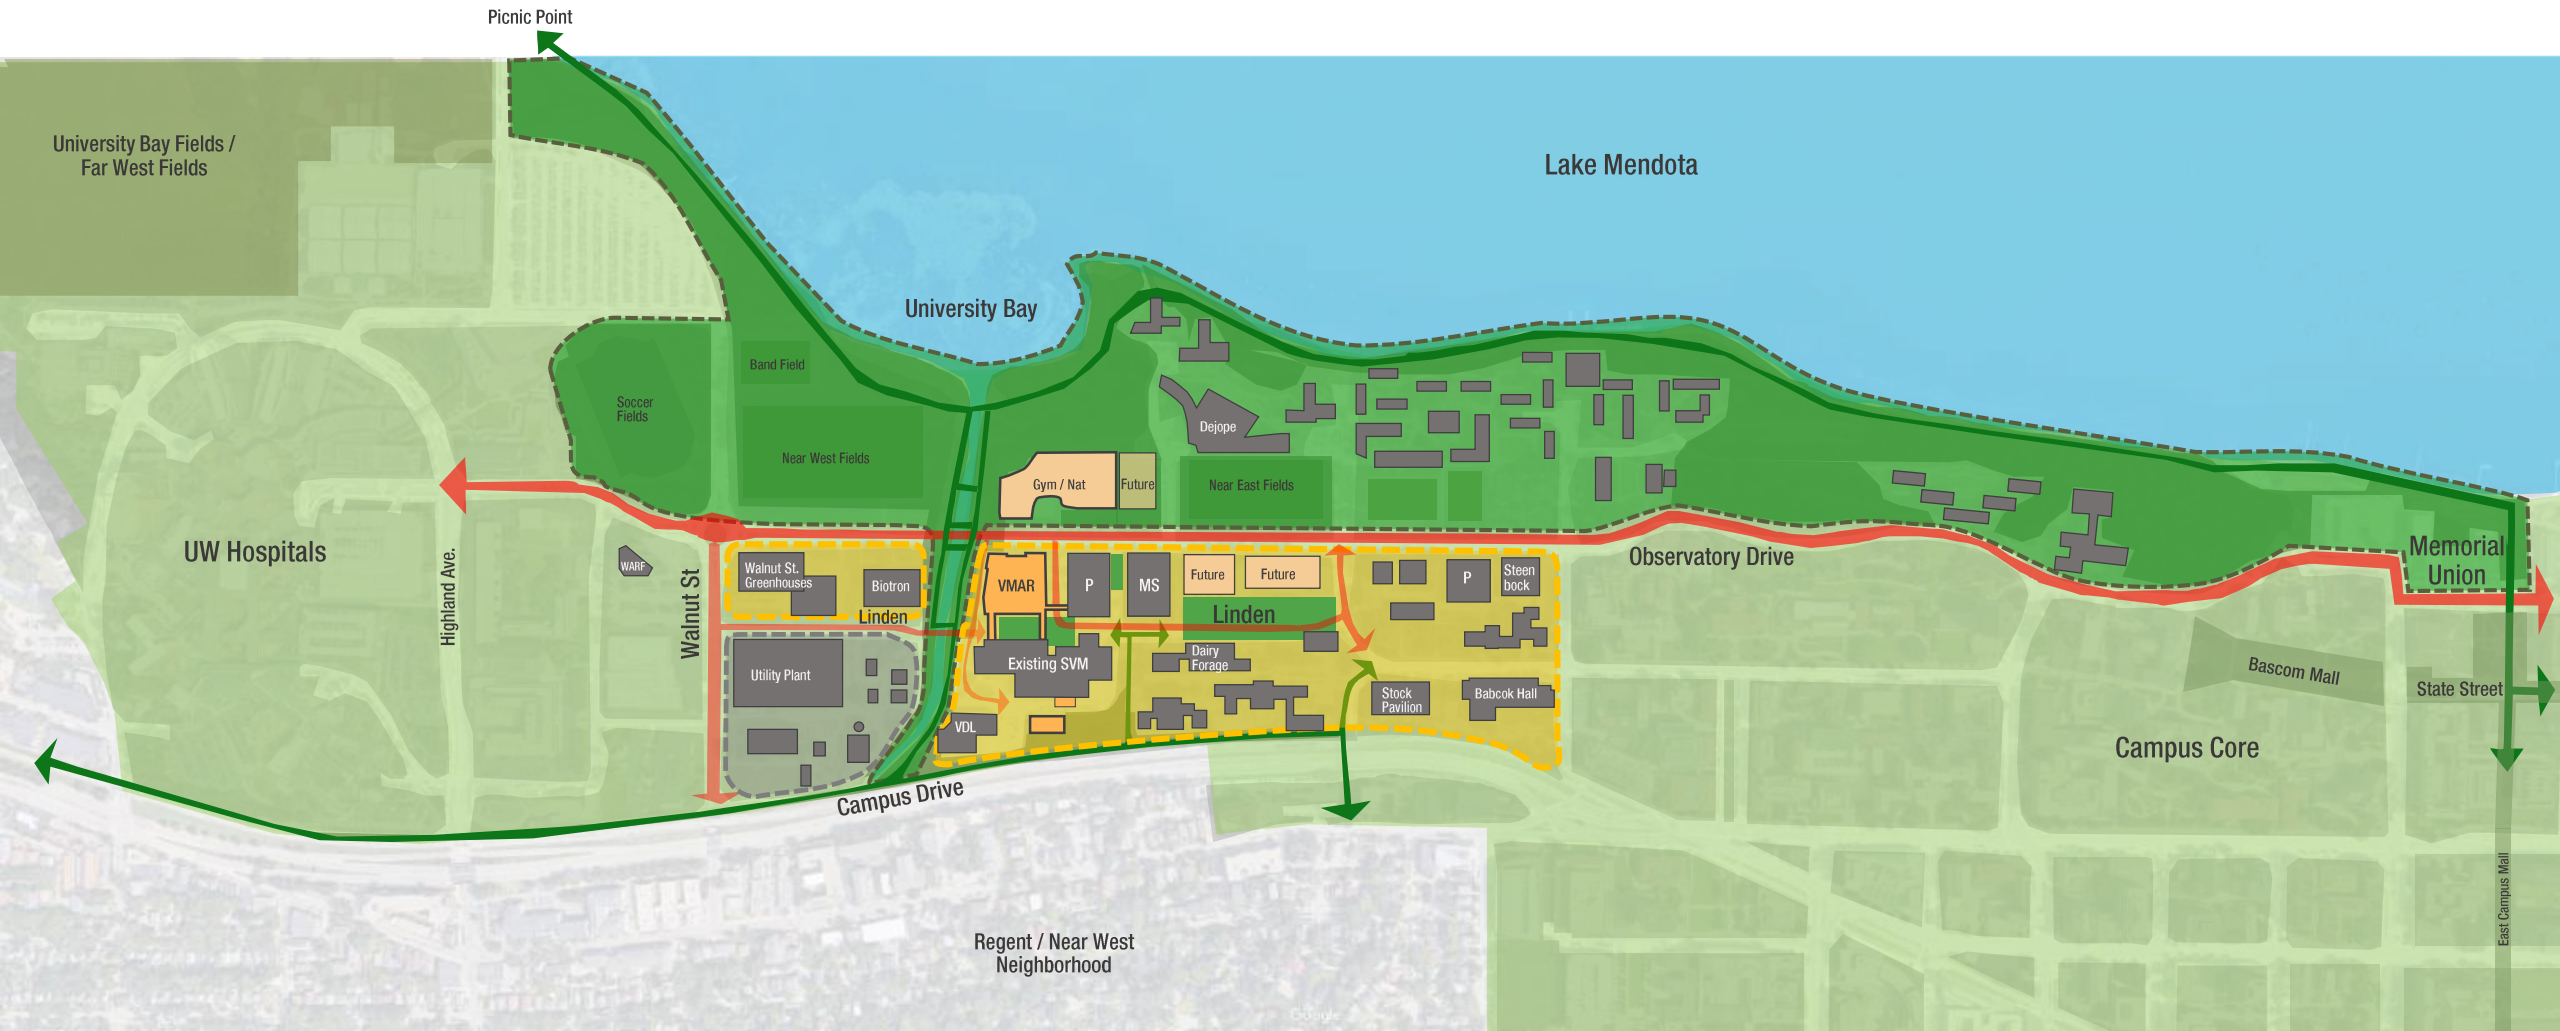 Picnic Point
University Bay Fields /
Far West Fields
Lake Mendota
University Bay
Band Field
Soccer
Fields
Near West Fields
Dejope
Gym / Nat
Future
Near East Fields
UW Hospitals
Highland Ave.
WARF
Walnut St
Walnut St.
Greenhouses
Biotron
Linden
VMAR
P
MS
Future
Future
Linden
P
Steen
bock
Observatory Drive
Memorial
Union
Utility Plant
Existing SVM
Dairy
Forage
VDL
Stock
Pavilion
Babcok Hall
Bascom Mall
State Street
Campus Core
Campus Drive
East Campus Mall
Regent / Near West
Neighborhood
Google